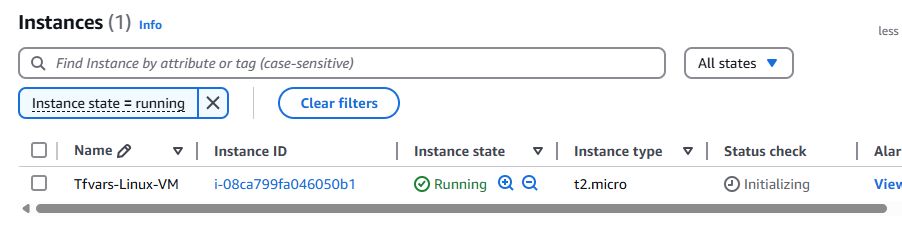 Instances (1) Info
less
Find Instance by attribute or tag (case-sensitive)
All states
Instance state = running
Clear filters
Name Instance ID Instance state Instance type Status check Alar
Tfvars-Linux-VM i-08ca799fa046050b1 Running t2.micro Initializing View